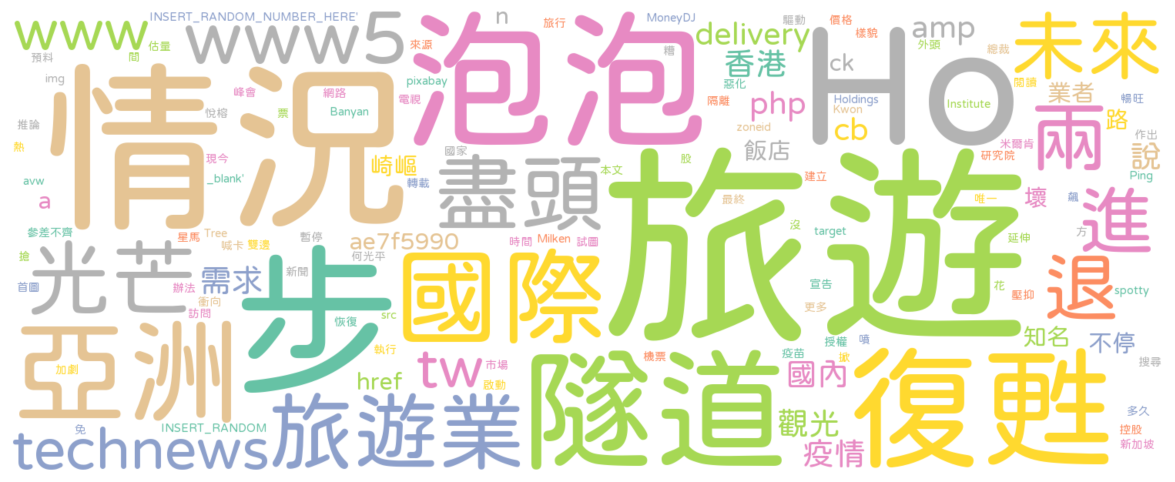 www
INSERT_RANDOM_NUMBER_HERE'
www5
泡泡
n
旅行
MoneyDJ
驅動
價格
amp
未來
預料
間
估量
來源
delivery
樣貌
外頭
總裁
img
峰會
網路
pixabay
香港
惡化
Ho
ck
閱讀
業者
暢旺
情況
悅榕
票
Banyan
電視
隔離
php
Holdings
Kwon
cb
Institute
兩
路
作出
推論
熱
現今
國家
崎嶇
zoneid
飯店
米爾肯
研究院
說
avw
_blank'
轉載
盡頭
本文
股
建立
旅遊
唯一
壞
飆
Ping
a
參差不齊
星馬
Tree
喊卡
雙邊
暫停
ae7f5990
時間
Milken
試圖
最終
沒
target
方
進
延伸
搶
光芒
需求
步
新聞
何光平
國際
宣告
花
壓抑
退
spotty
首圖
辦法
衝向
訪問
恢復
src
更多
授權
知名
不停
亞洲
加劇
執行
tw
市場
隧道
機票
疫苗
嗆
搜尋
href
啟動
國內
復甦
免
INSERT_RANDOM
technews
旅遊業
觀光
疫情
多久
控股
新加坡